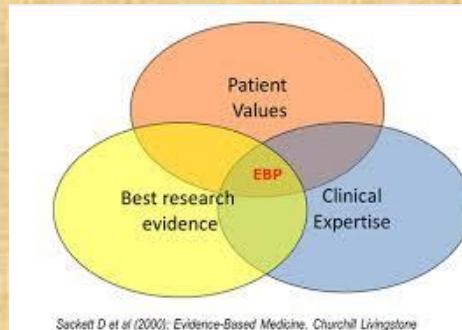 Patient
Values
EBP
Best research
evidence
Clinical
Expertise
Sackett D et al (2000); Evidence-Based Medicine. Churchill Livingstone